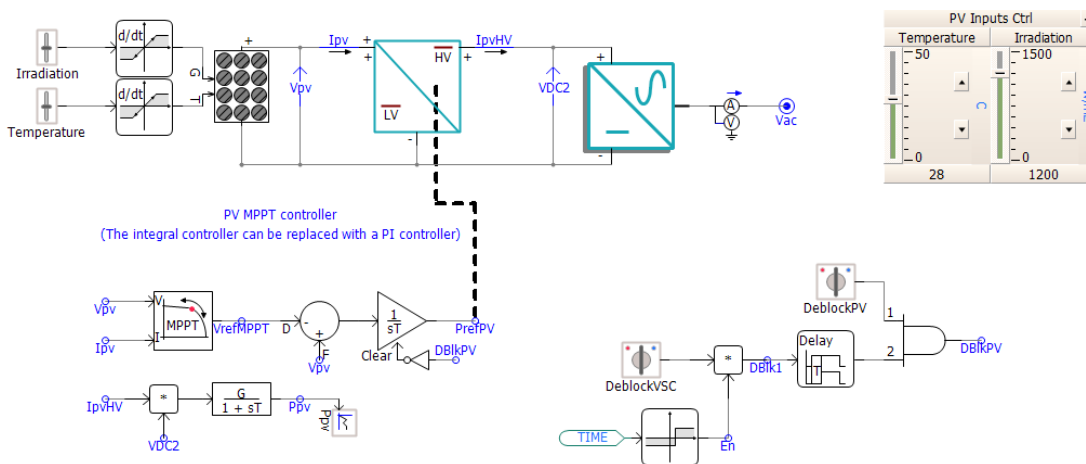 d/dt
Irradiation
d/dt
Temperature
G
T
Ipv
+
+
Vpv
HV
LV
+
-
IpvHV
VDC2
+
-
A
V
Vac
PV Inputs Ctrl
Temperature
Irradiation
50
1500
C
0
0
28
1200
PV MPPT controller
(The integral controller can be replaced with a PI controller)
Vpv
Ipv
V
I
MPPT
VrefMPPT
D
-
+
F
Vpv
1
sT
Clear
PrefPV
DBlkPV
IpvHV
*
VDC2
G
1 + sT
Ppv
Ppv
DeblockPV
1
2
DBlkPV
DeblockVSC
*
DBlk1
Delay
T
TIME
En